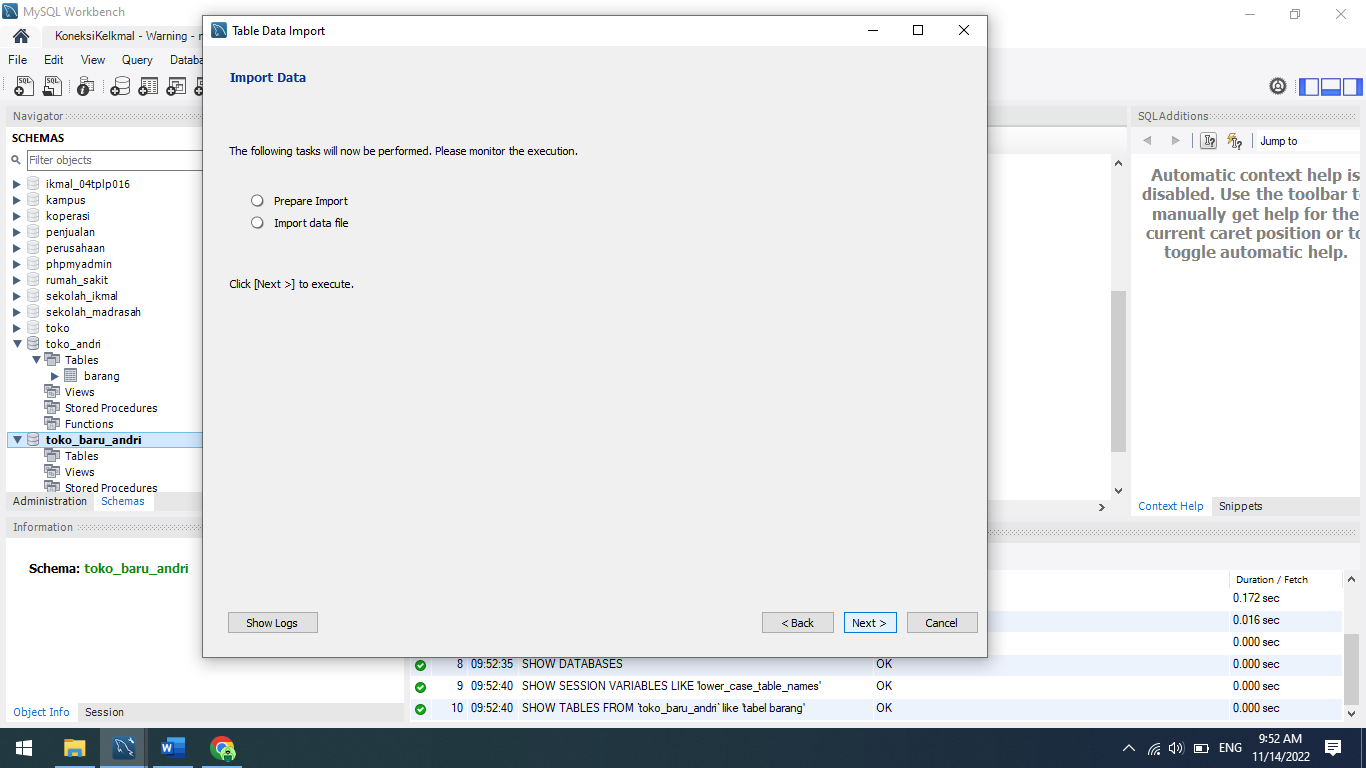 MySQL Workbench
KoneksiKelkmal - Warning - n
File Edit View Query Databa
Navigator
SCHEMAS
Filter objects
ikmal_04tplp016
kampus
koperasi
penjualan
perusahaan
phpmyadmin
rumah_sakit
sekolah_ikmal
sekolah_madrasah
toko
toko_andri
Tables
barang
Views
Stored Procedures
Functions
toko_baru_andri
Tables
Views
Stored Procedures
Administration Schemas
Information
Schema: toko_baru_andri
Object Info Session
Table Data Import
Import Data
The following tasks will now be performed. Please monitor the execution.
Prepare Import
Import data file
Click [Next >] to execute.
Show Logs < Back Next > Cancel
SQLAdditions
Jump to
Automatic context help is
disabled. Use the toolbar t
manually get help for the
current caret position or to
toggle automatic help.
Context Help Snippets
Duration / Fetch
0.172 sec
0.016 sec
0.000 sec
8 09:52:35 SHOW DATABASES OK 0.000 sec
9 09:52:40 SHOW SESSION VARIABLES LIKE 'lower_case_table_names' OK 0.000 sec
10 09:52:40 SHOW TABLES FROM `toko_baru_andri` like 'tabel barang' OK 0.000 sec
ENG
9:52 AM
11/14/2022